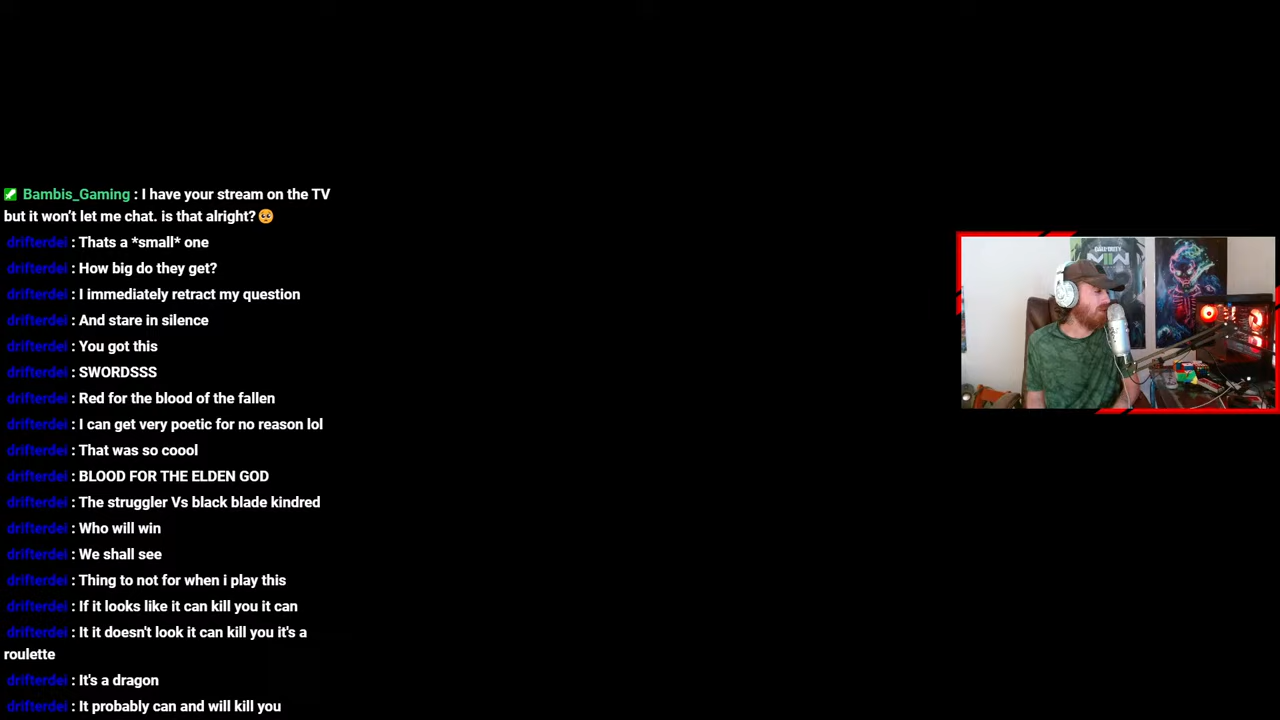 Bambis_Gaming : I have your stream on the TV
but it won't let me chat. is that alright?🥺
drifterdei : Thats a *small* one
drifterdei : How big do they get?
drifterdei : I immediately retract my question
drifterdei : And stare in silence
drifterdei : You got this
drifterdei : SWORDSSS
drifterdei : Red for the blood of the fallen
drifterdei : I can get very poetic for no reason lol
drifterdei : That was so coool
drifterdei : BLOOD FOR THE ELDEN GOD
drifterdei : The struggler Vs black blade kindred
drifterdei : Who will win
drifterdei : We shall see
drifterdei : Thing to not for when i play this
drifterdei : If it looks like it can kill you it can
drifterdei : It it doesn't look it can kill you it's a
roulette
drifterdei : It's a dragon
drifterdei : It probably can and will kill you
CALL OF DUTY
MWII